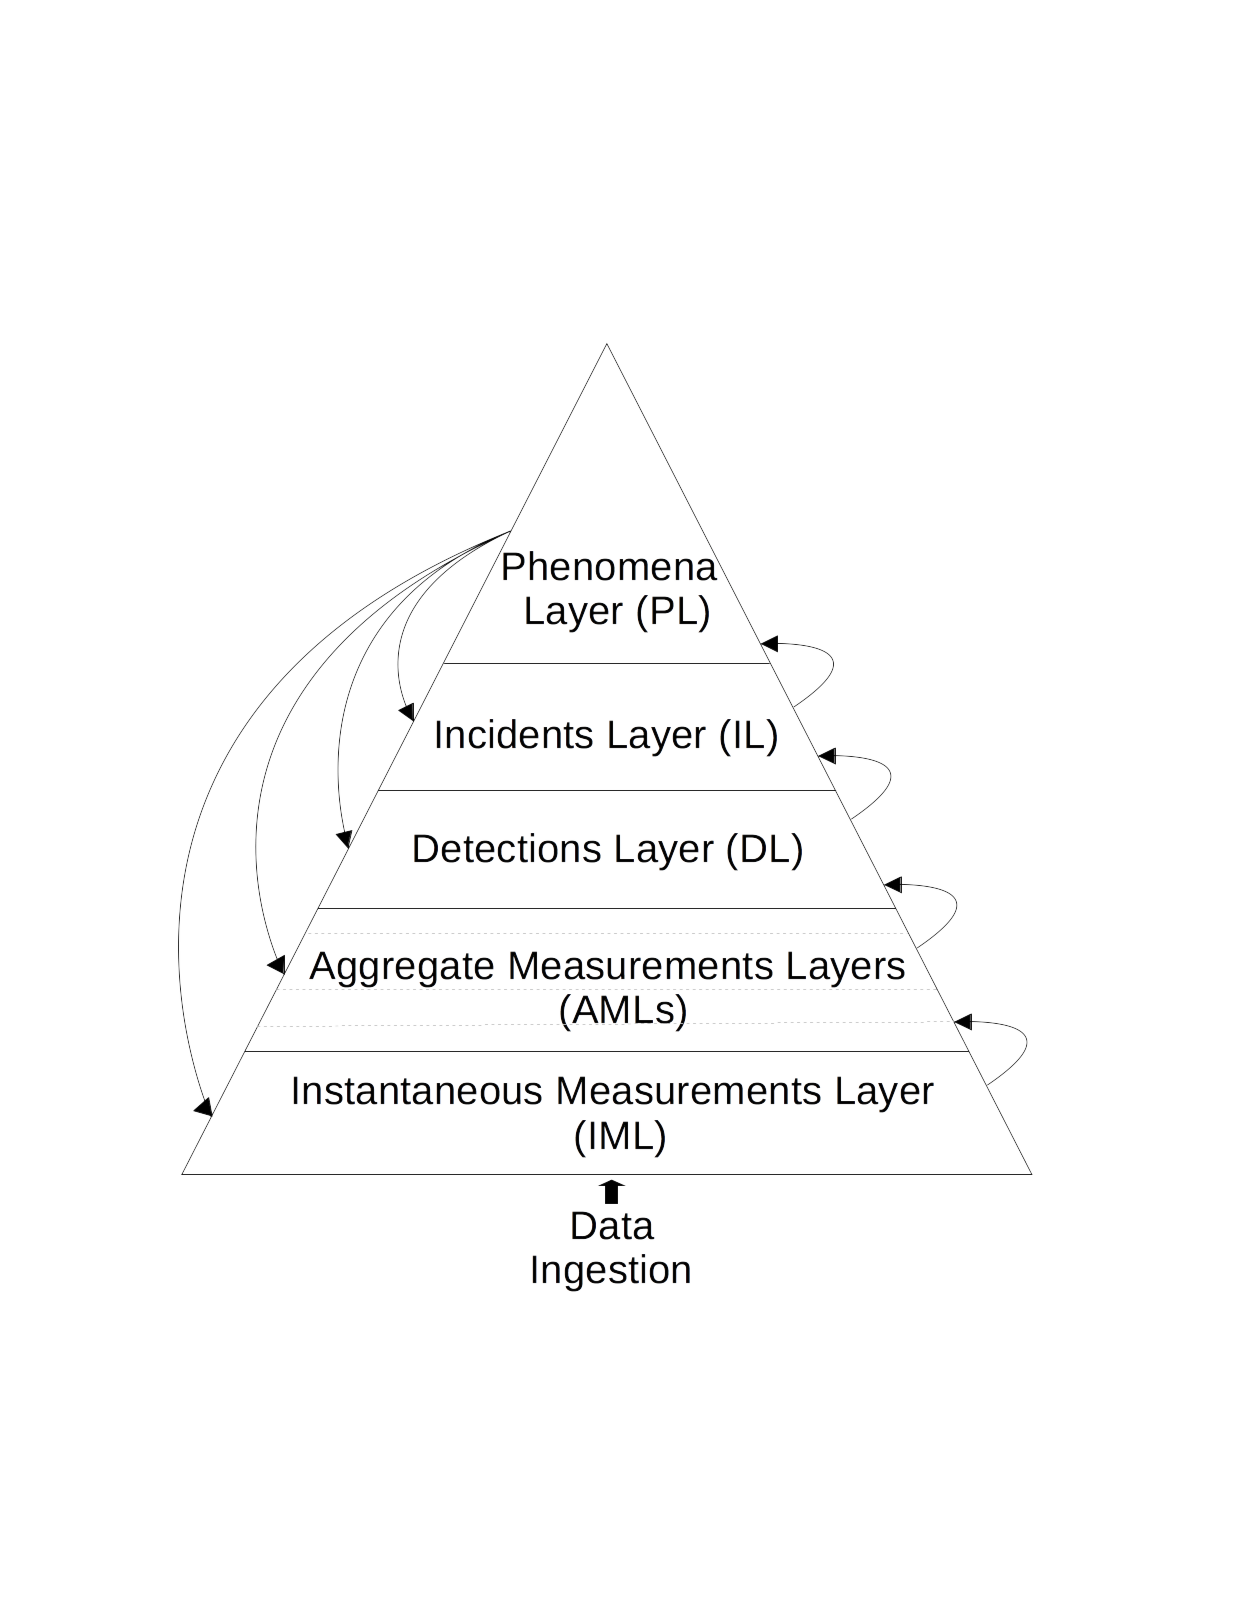 Phenomena
Layer (PL)
Incidents Layer (IL)
Detections Layer (DL)
Aggregate Measurements Layers
(AMLs)
Instantaneous Measurements Layer
(IML)
Data
Ingestion